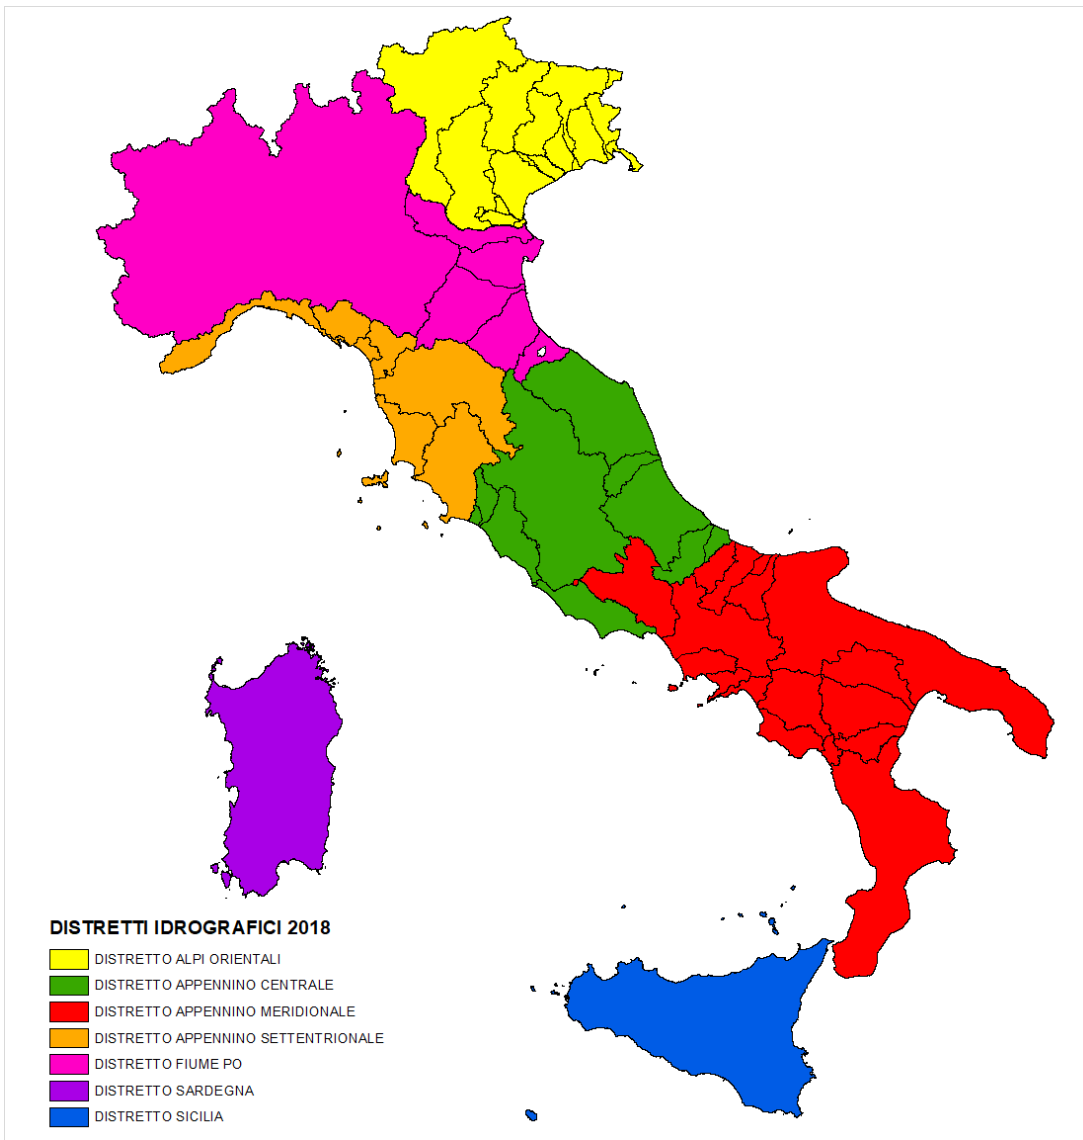 DISTRETTI IDROGRAFICI 2018
DISTRETTO ALPI ORIENTALI
DISTRETTO APPENNINO CENTRALE
DISTRETTO APPENNINO MERIDIONALE
DISTRETTO APPENNINO SETTENTRIONALE
DISTRETTO FIUME PO
DISTRETTO SARDEGNA
DISTRETTO SICILIA